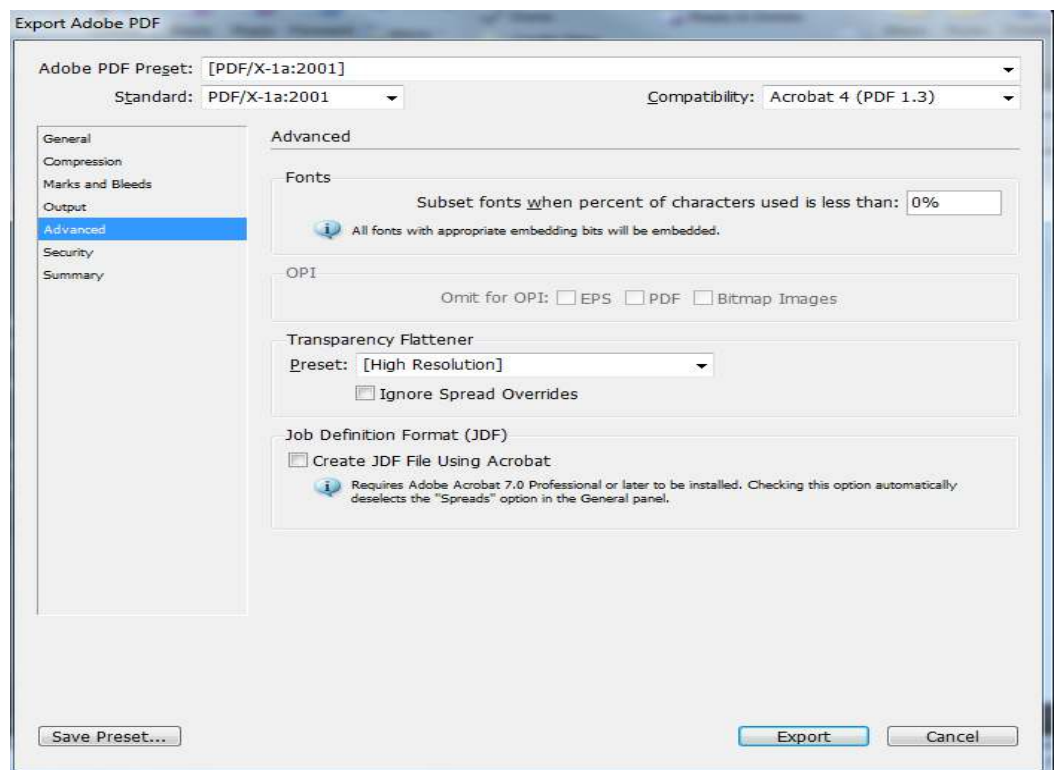 Export Adobe PDF
Adobe PDF Preset: [PDF/X-1a:2001]
Standard: PDF/X-1a:2001 Compatibility: Acrobat 4 (PDF 1.3)
General
Compression
Marks and Bleeds
Output
Advanced
Security
Summary
Advanced
Fonts
Subset fonts when percent of characters used is less than: 0%
All fonts with appropriate embedding bits will be embedded.
OPI
Omit for OPI: EPS PDF Bitmap Images
Transparency Flattener
Preset: [High Resolution]
Ignore Spread Overrides
Job Definition Format (JDF)
Create JDF File Using Acrobat
Requires Adobe Acrobat 7.0 Professional or later to be installed. Checking this option automatically
deselects the "Spreads" option in the General panel.
Save Preset... Export Cancel